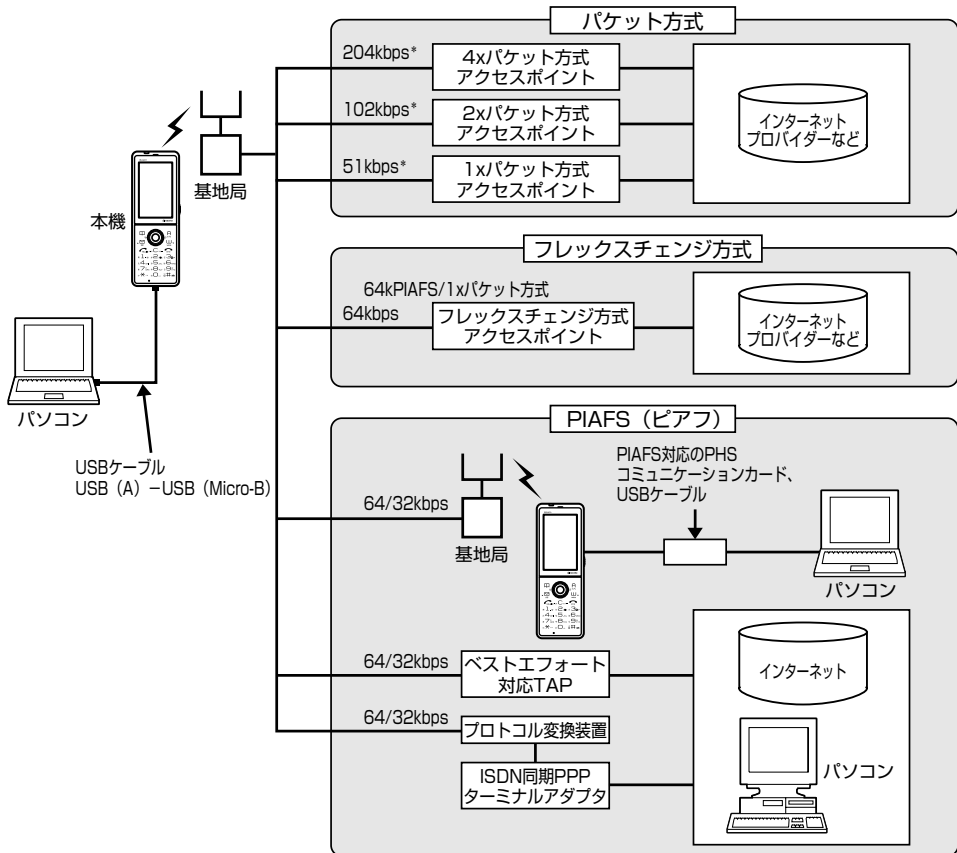 パケット方式
204kbps*
4xパケット方式
アクセスポイント
102kbps*
2xパケット方式
アクセスポイント
51kbps*
1xパケット方式
アクセスポイント
インターネット
プロバイダーなど
基地局
本機
パソコン
USBケーブル
USB（A）－USB（Micro-B）
フレックスチェンジ方式
64kPIAFS/1xパケット方式
64kbps
フレックスチェンジ方式
アクセスポイント
インターネット
プロバイダーなど
PIAFS（ピアフ）
PIAFS対応のPHS
コミュニケーションカード、
USBケーブル
64/32kbps
基地局
パソコン
64/32kbps
ベストエフォート
対応TAP
インターネット
64/32kbps
プロトコル変換装置
ISDN同期PPP
ターミナルアダプタ
パソコン